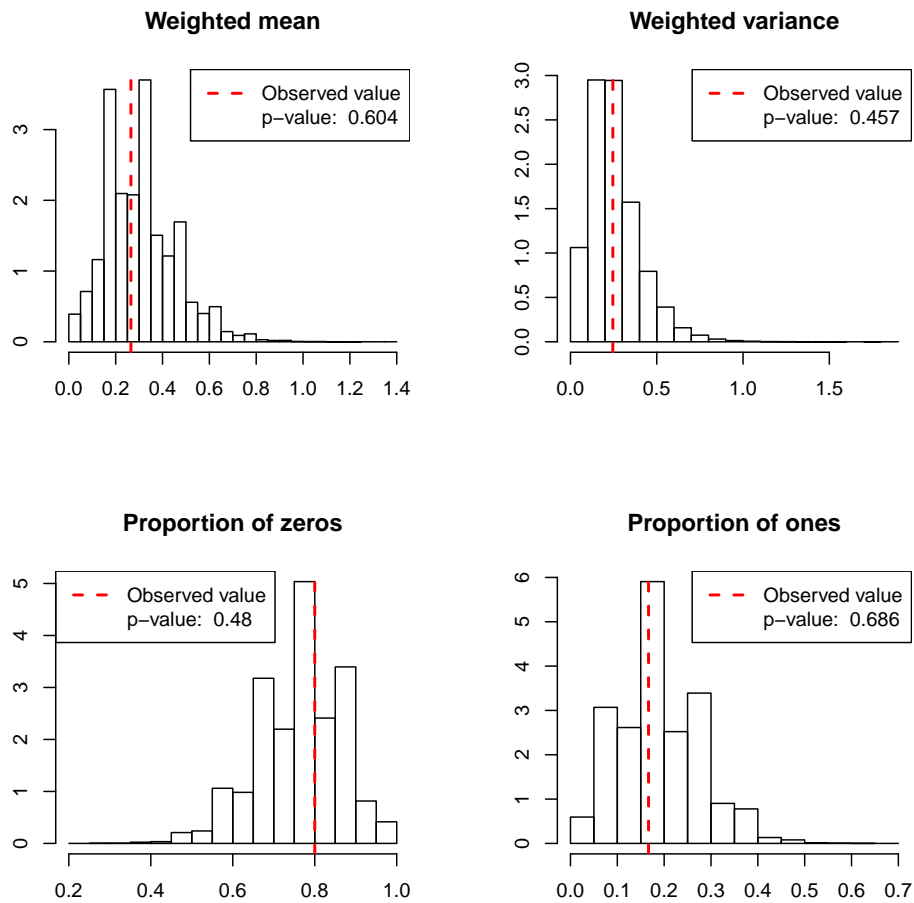 Weighted mean
Observed value
p−value: 0.604
3
2
1
0
0.0 0.2 0.4 0.6 0.8 1.0 1.2 1.4
Weighted variance
Observed value
p−value: 0.457
3.0
2.5
2.0
1.5
1.0
0.5
0.0
0.0 0.5 1.0 1.5
Proportion of zeros
Observed value
p−value: 0.48
5
4
3
2
1
0
0.2 0.4 0.6 0.8 1.0
Proportion of ones
Observed value
p−value: 0.686
6
5
4
3
2
1
0
0.0 0.1 0.2 0.3 0.4 0.5 0.6 0.7